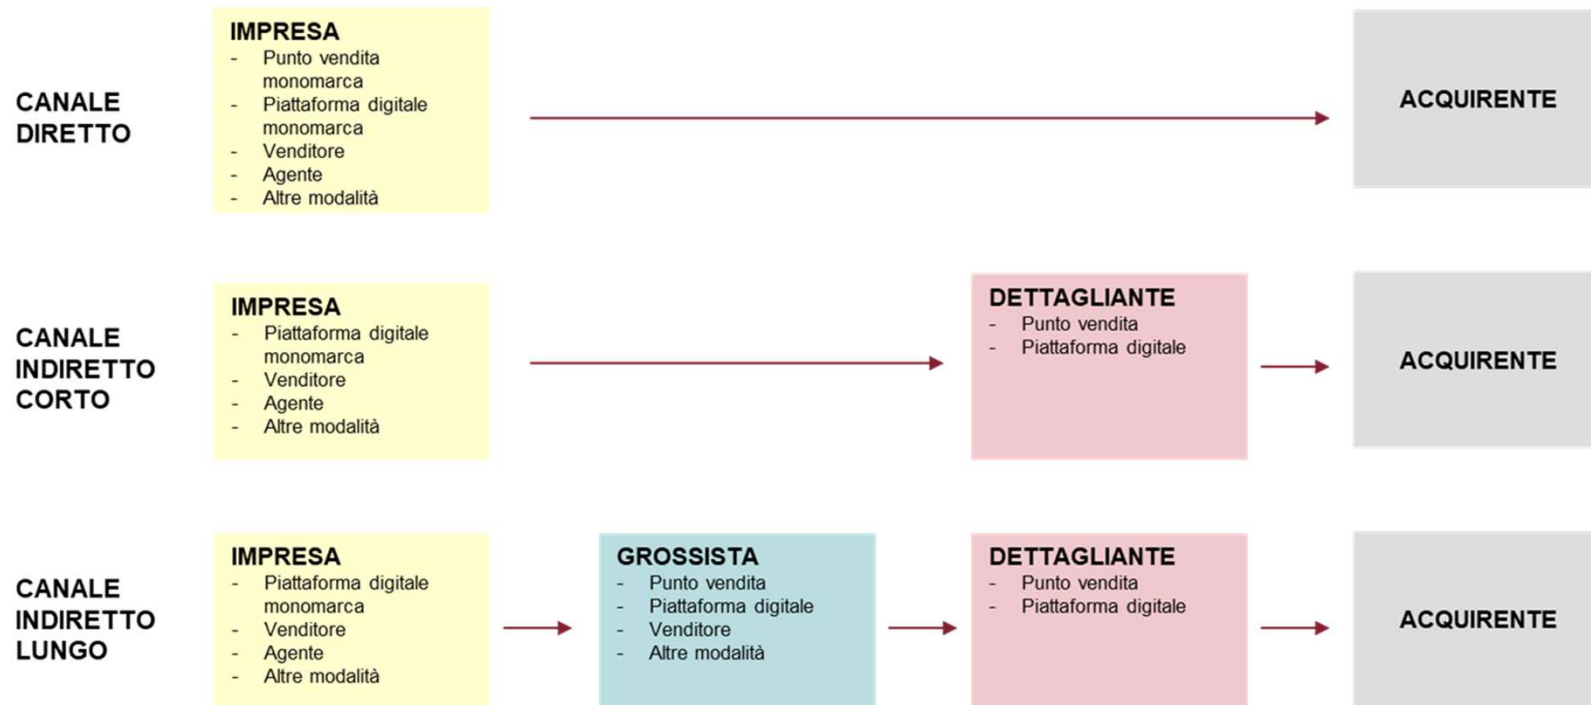 CANALE
DIRETTO
IMPRESA
- Punto vendita
monomarca
- Piattaforma digitale
monomarca
- Venditore
- Agente
- Altre modalità
ACQUIRENTE
CANALE
INDIRETTO
CORTO
IMPRESA
- Piattaforma digitale
monomarca
- Venditore
- Agente
- Altre modalità
DETTAGLIANTE
- Punto vendita
- Piattaforma digitale
ACQUIRENTE
CANALE
INDIRETTO
LUNGO
IMPRESA
- Piattaforma digitale
monomarca
- Venditore
- Agente
- Altre modalità
GROSSISTA
- Punto vendita
- Piattaforma digitale
- Venditore
- Altre modalità
DETTAGLIANTE
- Punto vendita
- Piattaforma digitale
ACQUIRENTE